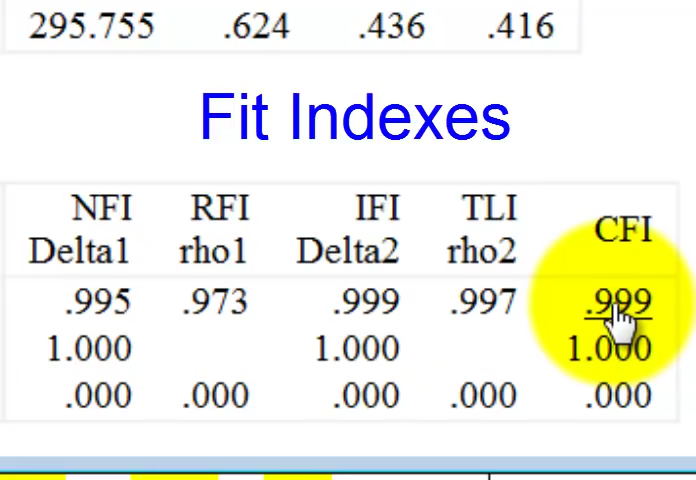 295.755 .624 .436 .416
Fit Indexes
NFI RFI IFI TLI CFI
Delta1 rho1 Delta2 rho2
.995 .973 .999 .997 .999
1.000 1.000 1.000
.000 .000 .000 .000 .000